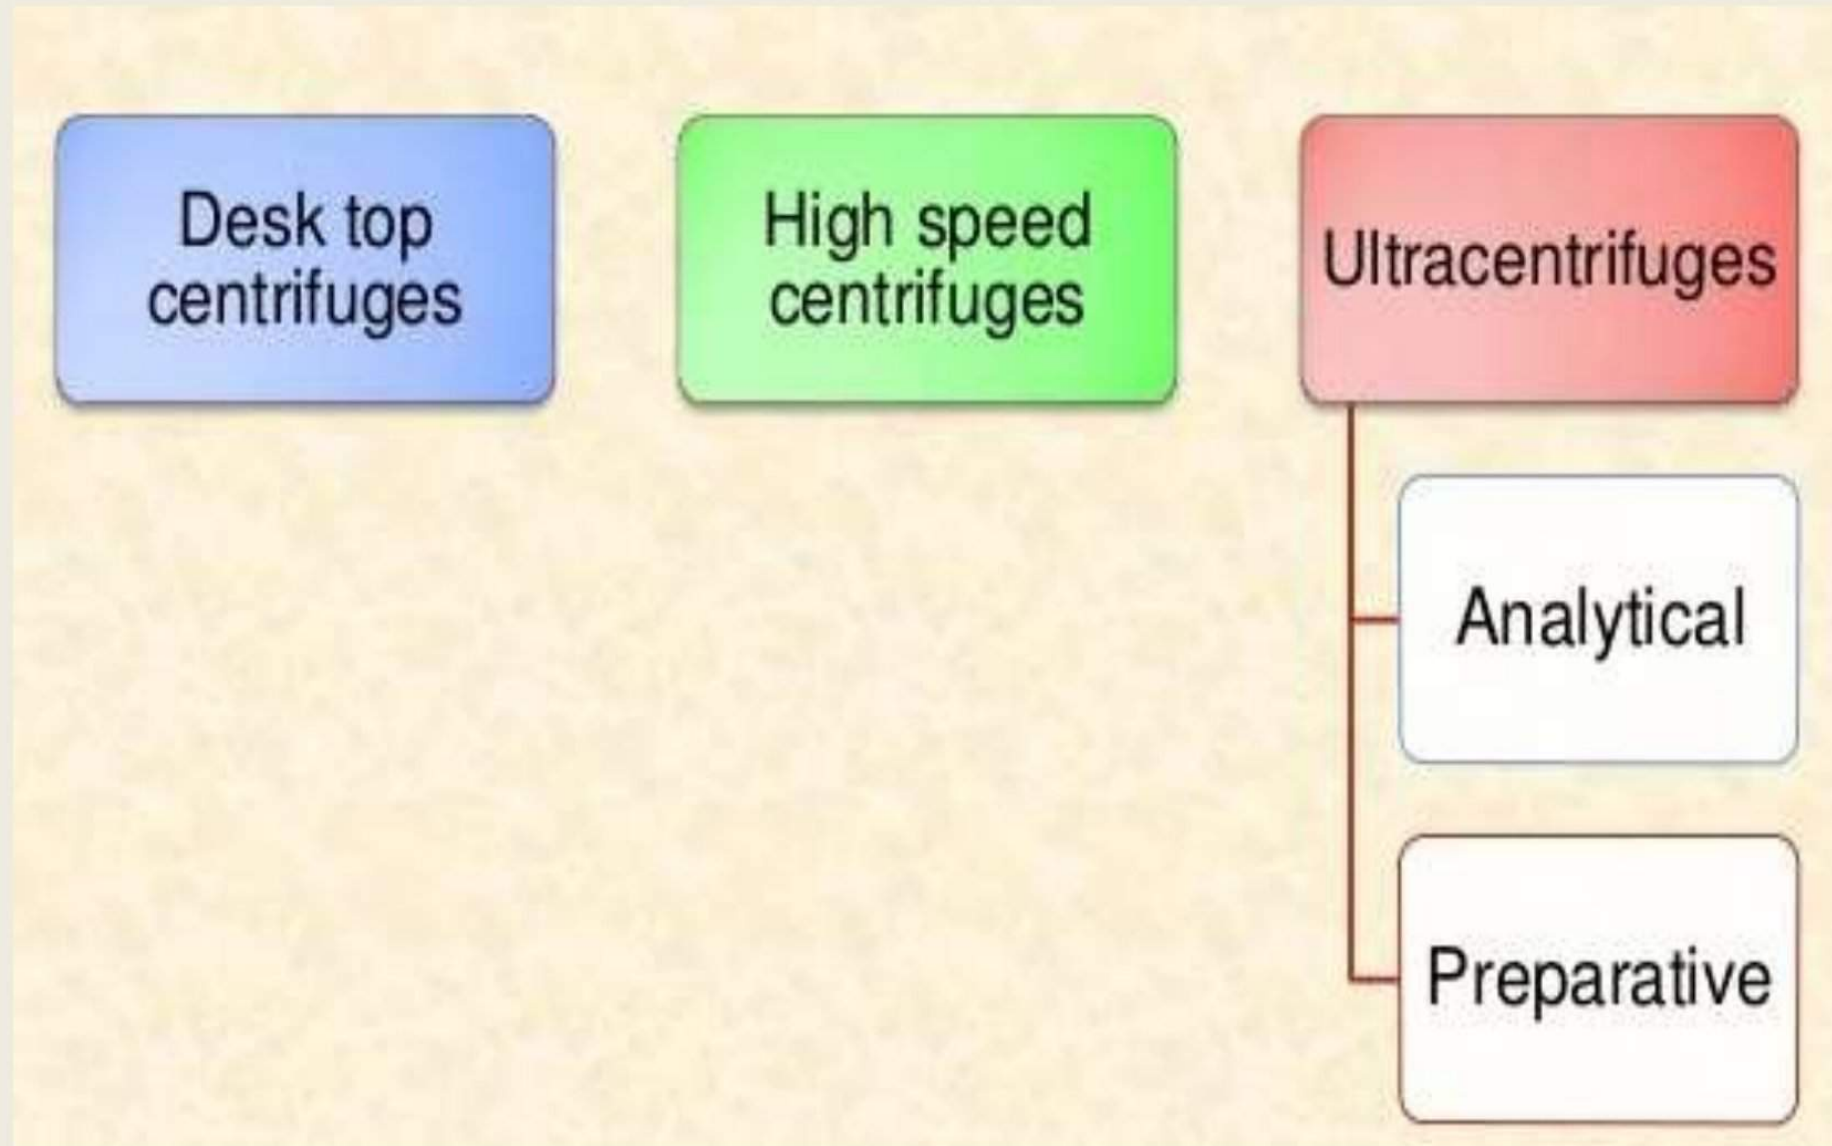 Desk top
centrifuges
High speed
centrifuges
Ultracentrifuges
Analytical
Preparative